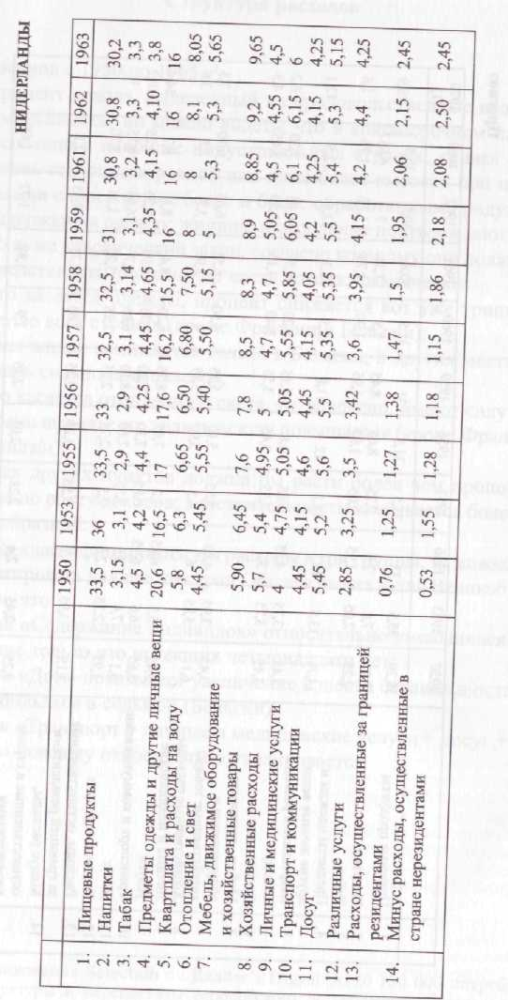 НИДЕРЛАНДЫ
1950 1953 1955 1956 1957 1958 1959 1961 1962 1963
1. Пищевые продукты 33,5 36 33,5 33 32,5 32,5 31 30,8 30,8 30,2
2. Напитки 3,15 3,1 2,9 2,9 3,11 3,14 3,1 3,2 3,3 3,3
3. Табак 4,5 4,2 4,4 4,25 4,45 4,65 4,35 4,18 4,10 3,8
4. Предметы одежды и другие личные вещи 20,6 16,5 17 17,6 16,2 15,5 16 16 16 16
5. Квартплата и расходы на воду 5,8 6,3 6,65 6,50 6,80 7,50 8 8 8,15 8,05
6. Отопление и свет 4,45 5,45 5,55 5,40 5,50 5,15 5 5,3 5,3 5,65
7. Мебель, движимое оборудование
и хозяйственные товары 5,90 6,45 7,6 7,8 8,5 8,3 8,9 8,85 9,2 9,65
8. Хозяйственные расходы 5,7 5,4 4,95 5 4,7 4,7 5,05 4,5 4,55 4,5
9. Личные и медицинские услуги 4 4,75 5,05 5,05 5,55 5,85 6,05 6,11 6,15 6
10. Транспорт и коммуникации 4,45 4,15 4,6 4,45 4,15 4,05 4,2 4,25 4,15 4,25
11. Досуг 5,45 5,2 5,6 5,5 5,35 5,35 5,5 5,4 5,3 5,15
12. Различные услуги 2,85 3,25 3,5 3,42 3,6 3,95 4,15 4,2 4,4 4,25
13. Расходы, осуществленные за границей
резидентами 0,76 1,25 1,27 1,38 1,47 1,51 1,95 2,06 2,15 2,45
14. Минус расходы, осуществленные в
стране нерезидентами 0,53 1,55 1,28 1,18 1,11 1,86 2,18 2,08 2,50 2,45